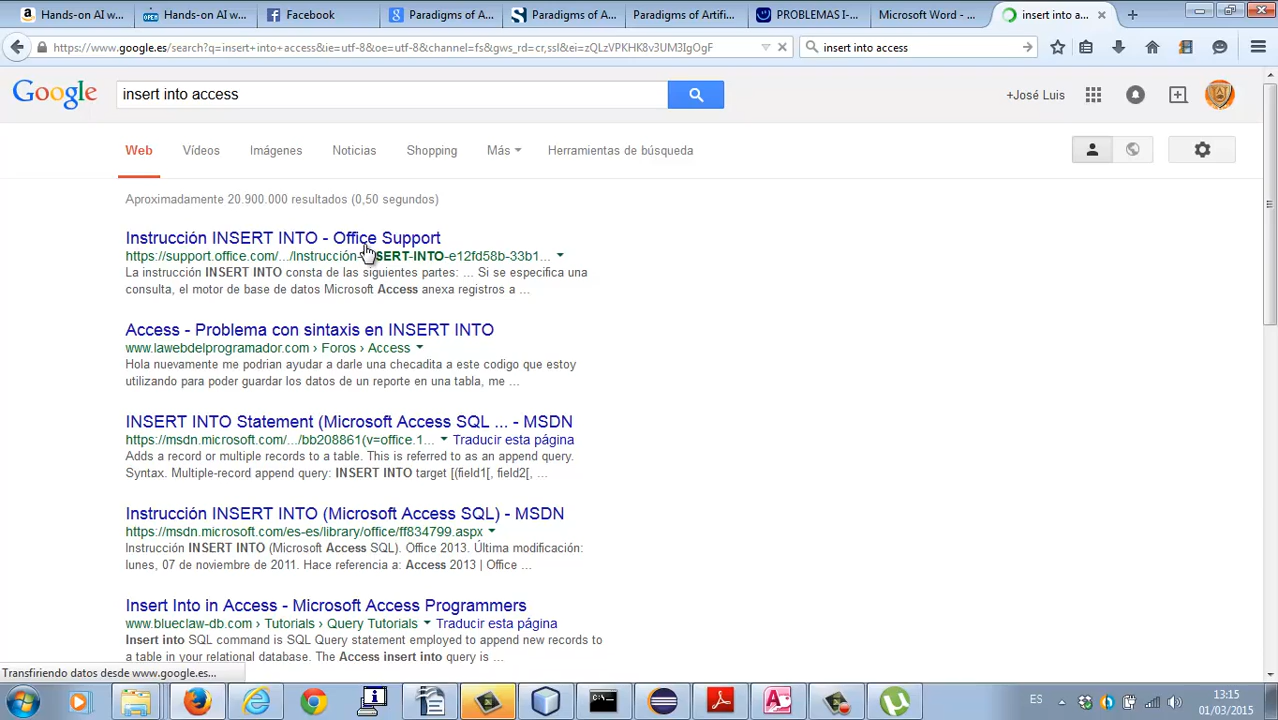 Hands-on AI w...
Hands-on AI w...
Facebook
Paradigms of A...
Paradigms of A...
Paradigms of Artifi...
PROBLEMAS I-...
Microsoft Word - ...
insert into a...
https://www.google.es/search?q=insert+into+access&ie=utf-8&oe=utf-8&channel=fs&gws_rd=cr,ssl&ei=zQLzVPKHK8v3UM3IgOgF
insert into access
Google
insert into access
+José Luis
Web
Vídeos
Imágenes
Noticias
Shopping
Más
Herramientas de búsqueda
Aproximadamente 20.900.000 resultados (0,50 segundos)
Instrucción INSERT INTO - Office Support
https://support.office.com/.../Instrucción-INSERT-INTO-e12fd58b-33b1...
La instrucción INSERT INTO consta de las siguientes partes: ... Si se especifica una
consulta, el motor de base de datos Microsoft Access anexa registros a ...
Access - Problema con sintaxis en INSERT INTO
www.lawebdelprogramador.com › Foros › Access
Hola nuevamente me podrian ayudar a darle una checadita a este codigo que estoy
utilizando para poder guardar los datos de un reporte en una tabla, me ...
INSERT INTO Statement (Microsoft Access SQL ... - MSDN
https://msdn.microsoft.com/.../bb208861(v=office.1... Traducir esta página
Adds a record or multiple records to a table. This is referred to as an append query.
Syntax. Multiple-record append query: INSERT INTO target [(field1[, field2[, ...
Instrucción INSERT INTO (Microsoft Access SQL) - MSDN
https://msdn.microsoft.com/es-es/library/office/ff834799.aspx
Instrucción INSERT INTO (Microsoft Access SQL). Office 2013. Última modificación:
lunes, 07 de noviembre de 2011. Hace referencia a: Access 2013 | Office ...
Insert Into in Access - Microsoft Access Programmers
www.blueclaw-db.com › Tutorials › Query Tutorials Traducir esta página
Insert into SQL command is SQL Query statement employed to append new records to
a table in your relational database. The Access insert into query is ...
Transfiriendo datos desde www.google.es...
ES
13:15
01/03/2015